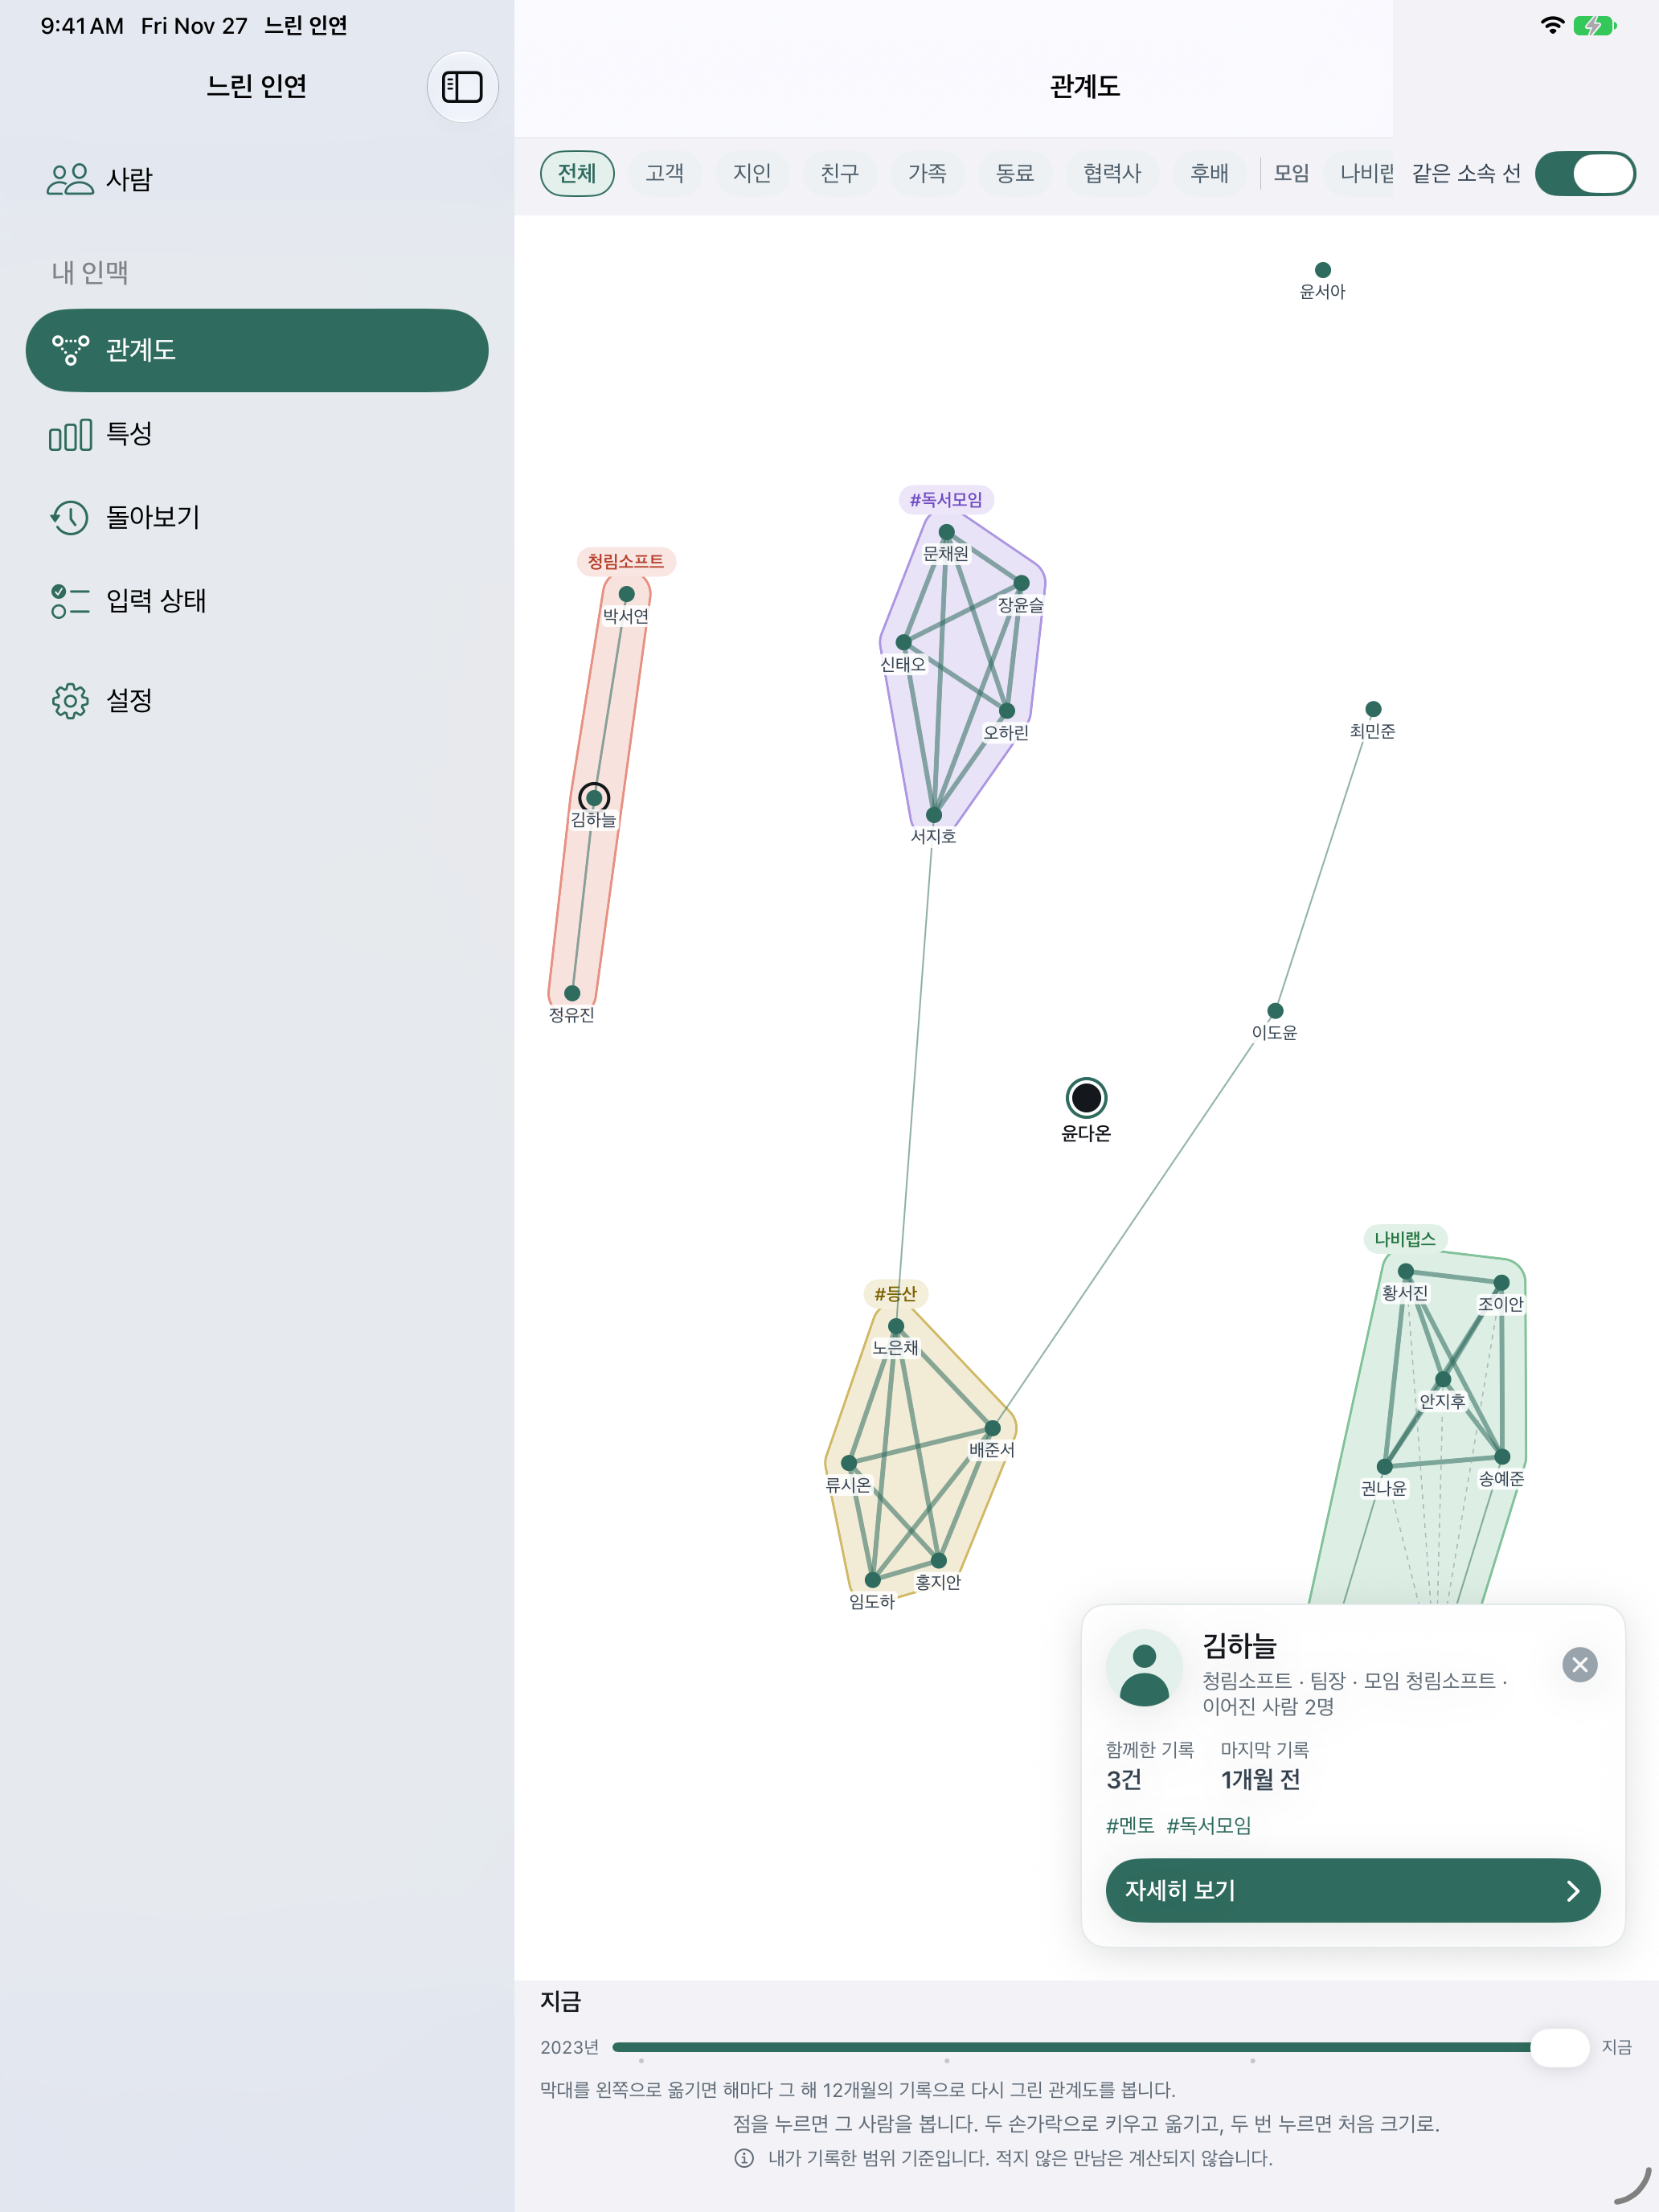 9:41 AM Fri Nov 27 느린 인연
느린 인연
사람
내 인맥
관계도
특성
돌아보기
입력 상태
설정
관계도
전체 고객 지인 친구 가족 동료 협력사 후배 모임 나비랩 같은 소속 선
윤서아
#독서모임
문채원
장윤슬
신태오
오하린
서지호
청림소프트
박서연
김하늘
정유진
최민준
이도윤
윤다온
#등산
노은채
배준서
류시온
홍지안
임도하
나비랩스
황서진
조이안
안지후
권나윤
송예준
김하늘
청림소프트 · 팀장 · 모임 청림소프트 ·
이어진 사람 2명
함께한 기록 마지막 기록
3건 1개월 전
#멘토 #독서모임
자세히 보기
지금
2023년 지금
막대를 왼쪽으로 옮기면 해마다 그 해 12개월의 기록으로 다시 그린 관계도를 봅니다.
점을 누르면 그 사람을 봅니다. 두 손가락으로 키우고 옮기고, 두 번 누르면 처음 크기로.
내가 기록한 범위 기준입니다. 적지 않은 만남은 계산되지 않습니다.